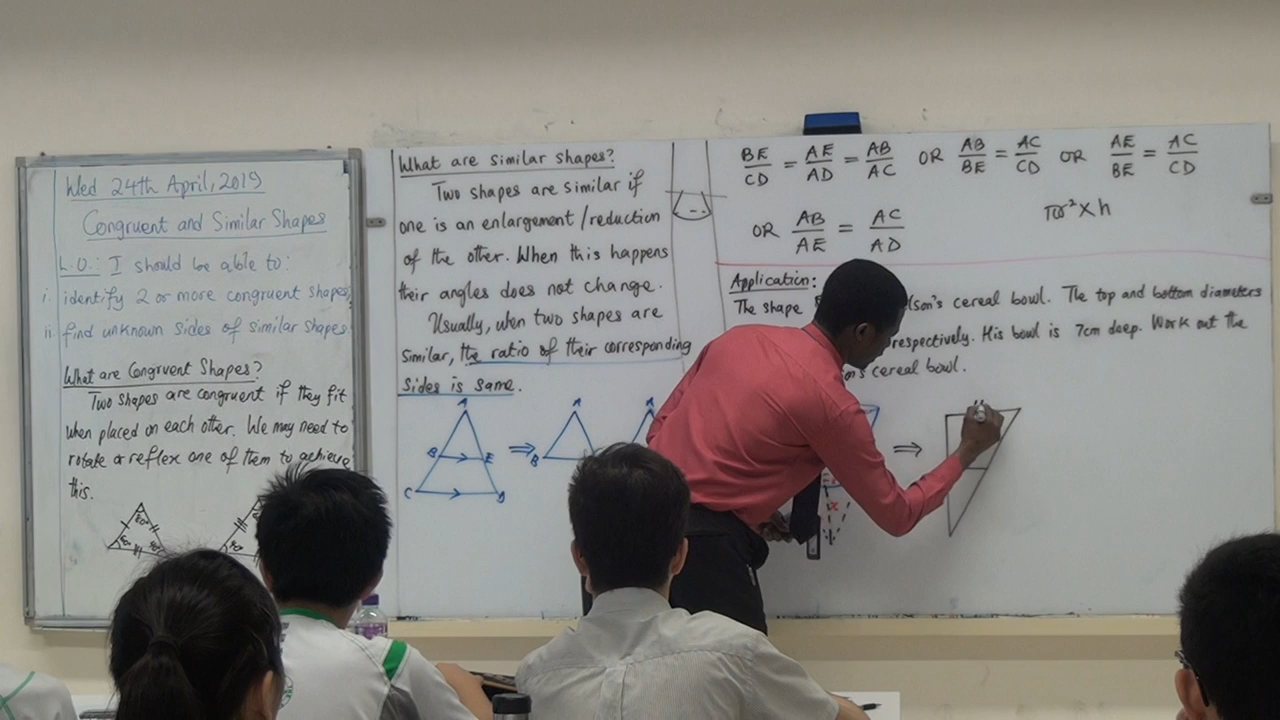 Wed 24th April, 2019
Congruent and Similar Shapes
L.O.: I should be able to:
i. identify 2 or more congruent shapes;
ii. find unknown sides of similar shapes
What are Congruent Shapes?
Two shapes are congruent if they fit
when placed on each other. We may need to
rotate or reflect one of them to achieve
this.
What are similar shapes?
Two shapes are similar if
one is an enlargement/reduction
of the other. When this happens
their angles does not change.
Usually, when two shapes are
similar, the ratio of their corresponding
sides is same.
A
B E
C D
⇒
A
B
A
BE/CD = AE/AD = AB/AC OR AB/BE = AC/CD OR AE/BE = AC/CD
OR AB/AE = AC/AD
πr² x h
Application:
The shape lson's cereal bowl. The top and bottom diameters
respectively. His bowl is 7cm deep. Work out the
son's cereal bowl.
x
⇒